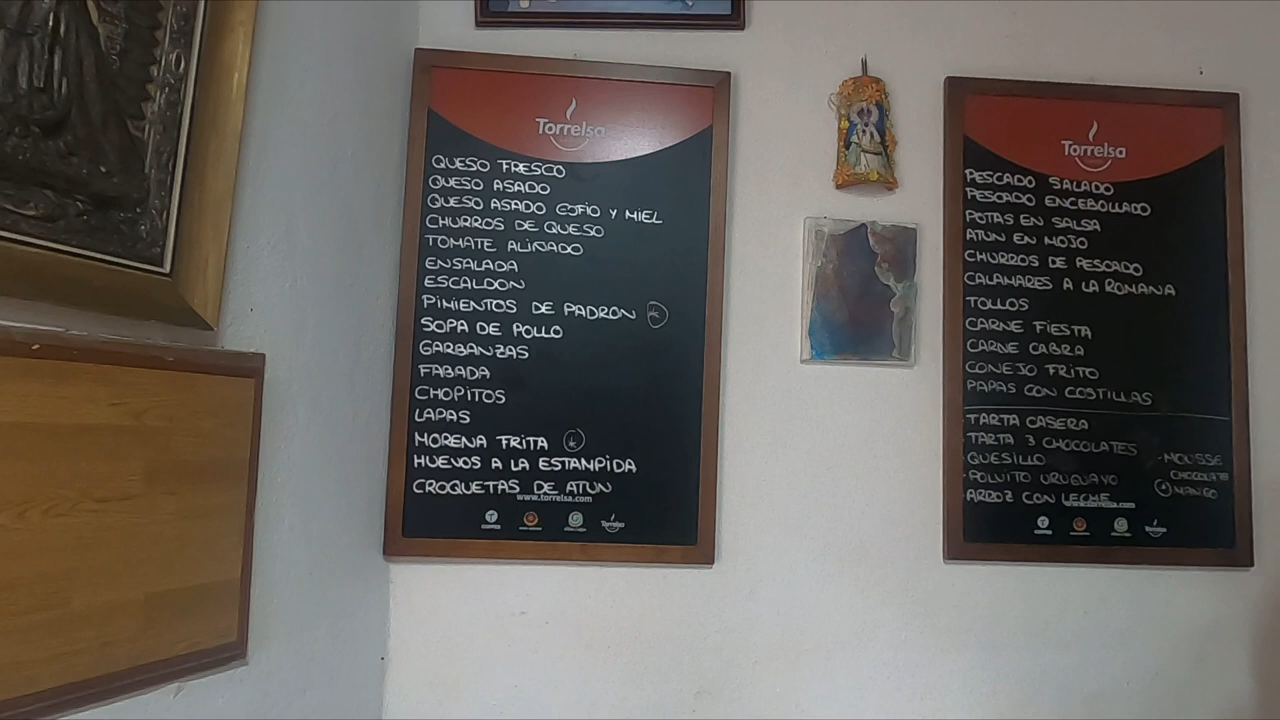 Torrelsa
QUESO FRESCO
QUESO ASADO
QUESO ASADO GOFIO Y MIEL
CHURROS DE QUESO
TOMATE ALIÑADO
ENSALADA
ESCALDON
PIMIENTOS DE PADRON
SOPA DE POLLO
GARBANZAS
FABADA
CHOPITOS
LAPAS
MORENA FRITA
HUEVOS A LA ESTAMPIDA
CROQUETAS DE ATUN
www.torrelsa.com
Torrelsa
Torrelsa
PESCADO SALADO
PESCADO ENCEBOLLADO
POTAS EN SALSA
ATUN EN MOJO
CHURROS DE PESCADO
CALAMARES A LA ROMANA
TOLLOS
CARNE FIESTA
CARNE CABRA
CONEJO FRITO
PAPAS CON COSTILLAS
TARTA CASERA
- TARTA 3 CHOCOLATES
- QUESILLO
- POLVITO URUGUAYO
- ARROZ CON LECHE
- MOUSSE
CHOCOLATE
MANGO
www.torrelsa.com
Torrelsa